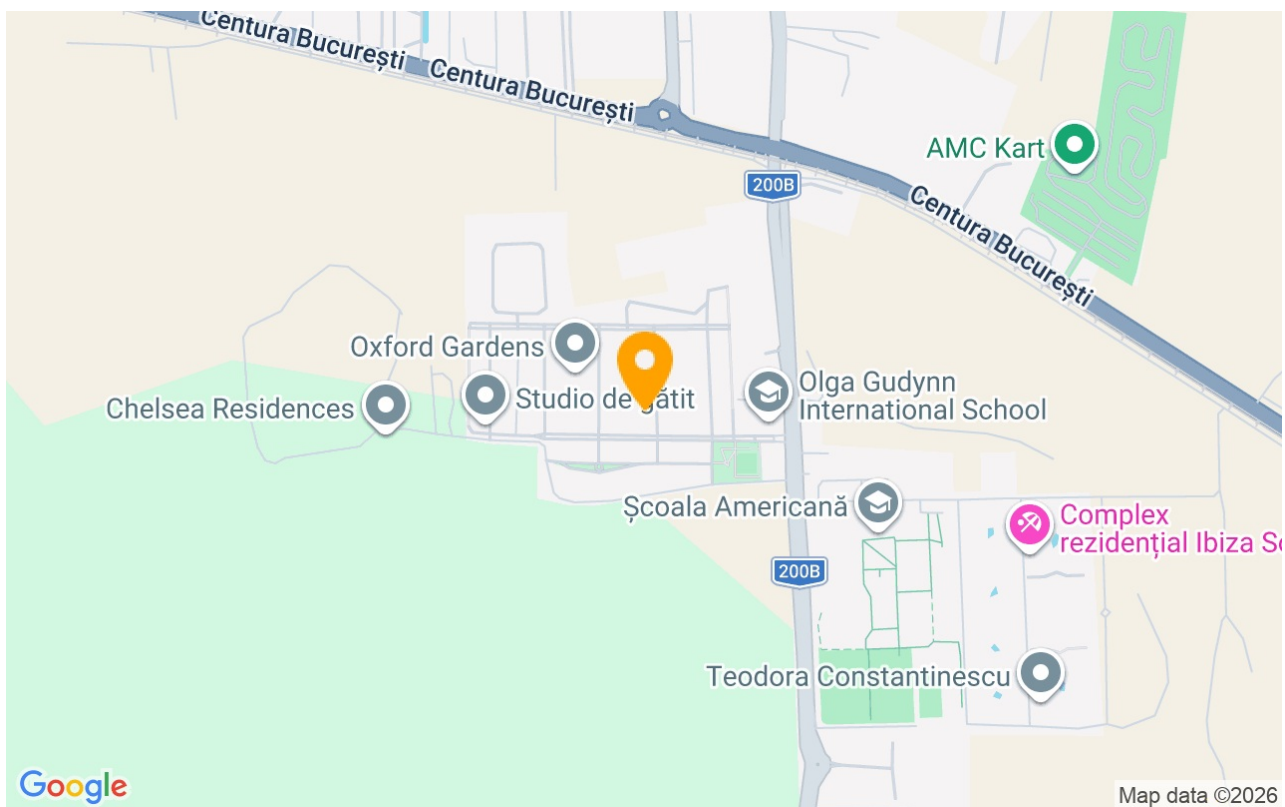 Centura București
Centura București
AMC Kart
200B
Centura București
Oxford Gardens
Olga Gudynn
International School
Studio de gătit
Chelsea Residences
Școala Americană
Complex
rezidențial Ibiza So
200B
Teodora Constantinescu
Google
Map data ©2026